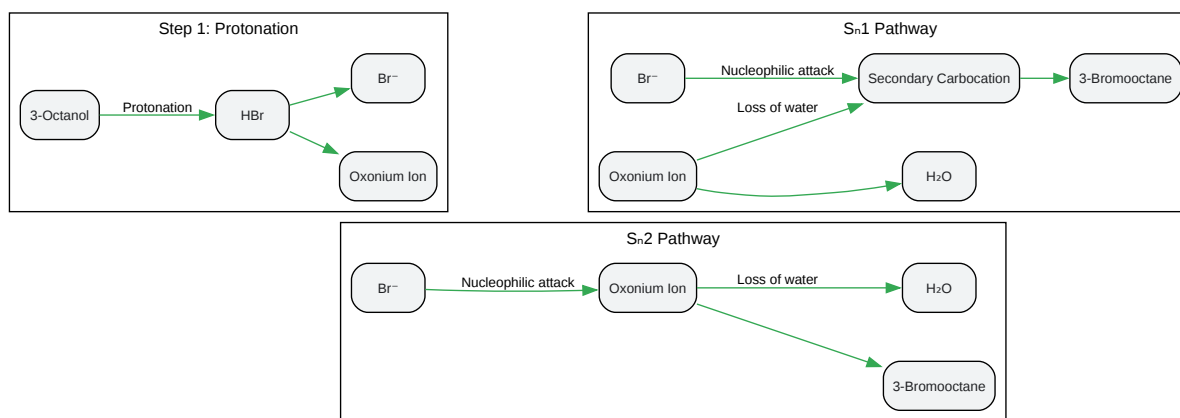 Step 1: Protonation
3-Octanol
Protonation
HBr
Br⁻
Oxonium Ion
Sₙ1 Pathway
Br⁻
Nucleophilic attack
Secondary Carbocation
3-Bromooctane
Loss of water
Oxonium Ion
H₂O
Sₙ2 Pathway
Br⁻
Nucleophilic attack
Oxonium Ion
Loss of water
H₂O
3-Bromooctane